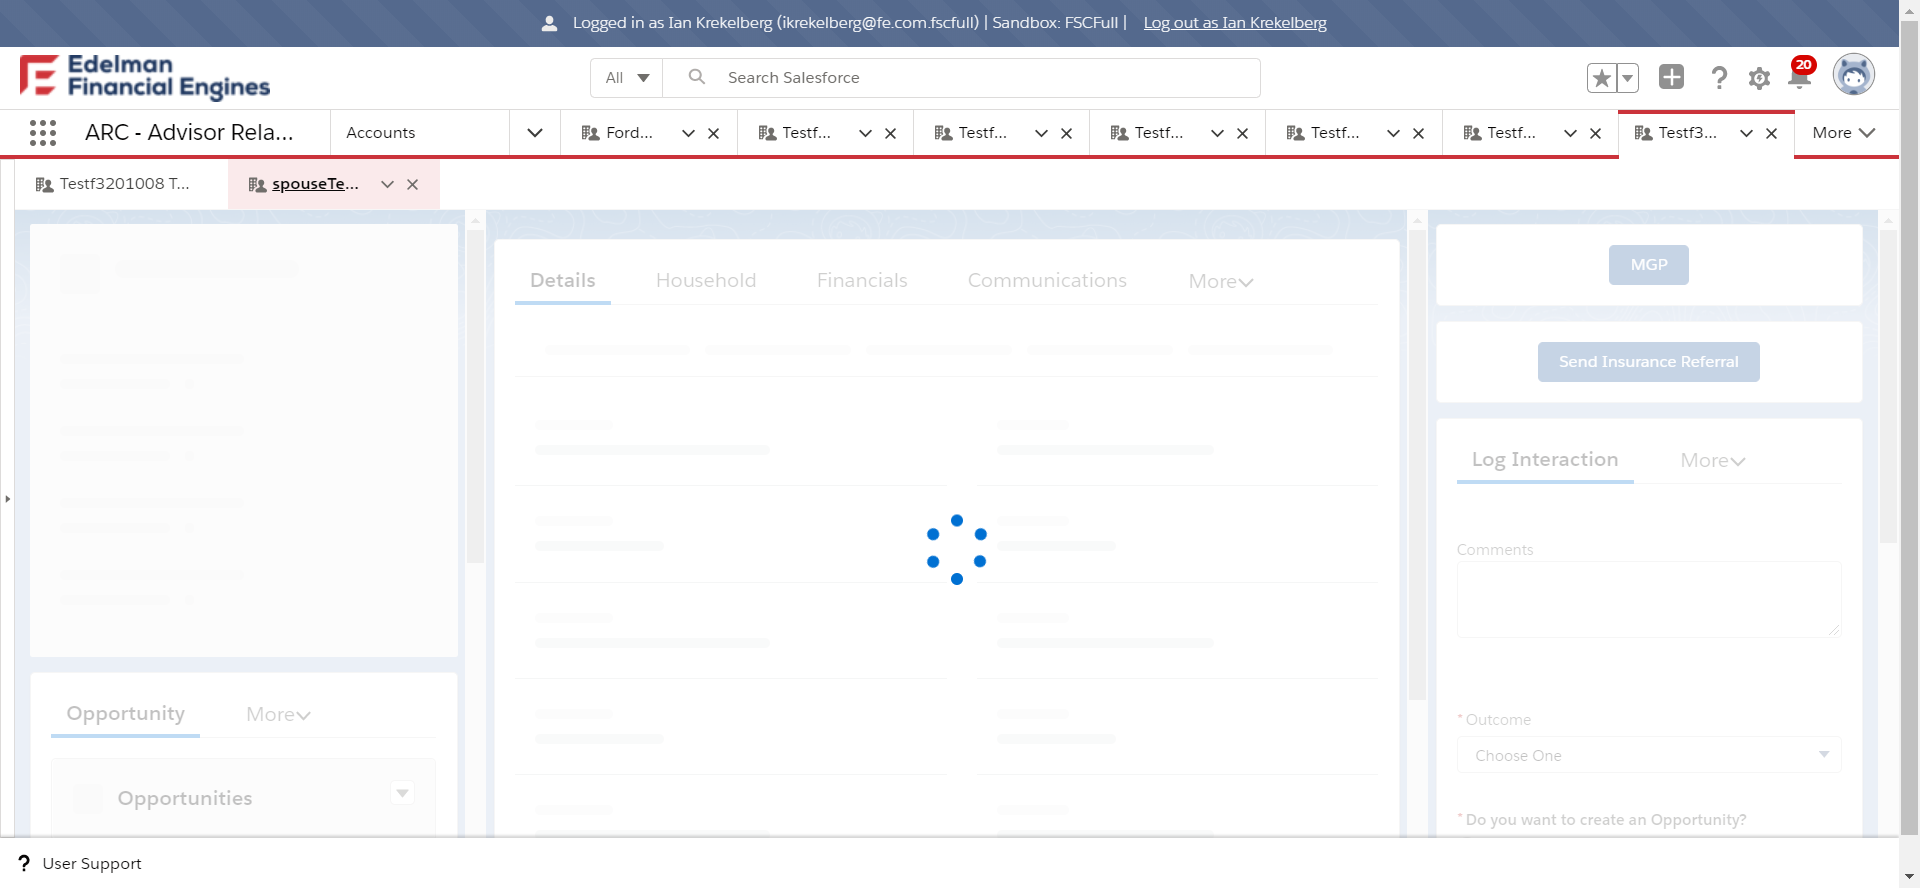 Logged in as Ian Krekelberg (ikrekelberg@fe.com.fscfull) | Sandbox: FSCFull | Log out as Ian Krekelberg
Edelman
Financial Engines
All
Search Salesforce
20
ARC - Advisor Rela...
Accounts
Ford...
Testf...
Testf...
Testf...
Testf...
Testf...
Testf3...
More
Testf3201008 T...
spouseTe...
Details
Household
Financials
Communications
More
MGP
Send Insurance Referral
Log Interaction
More
Comments
* Outcome
Choose One
* Do you want to create an Opportunity?
Opportunity
More
Opportunities
? User Support